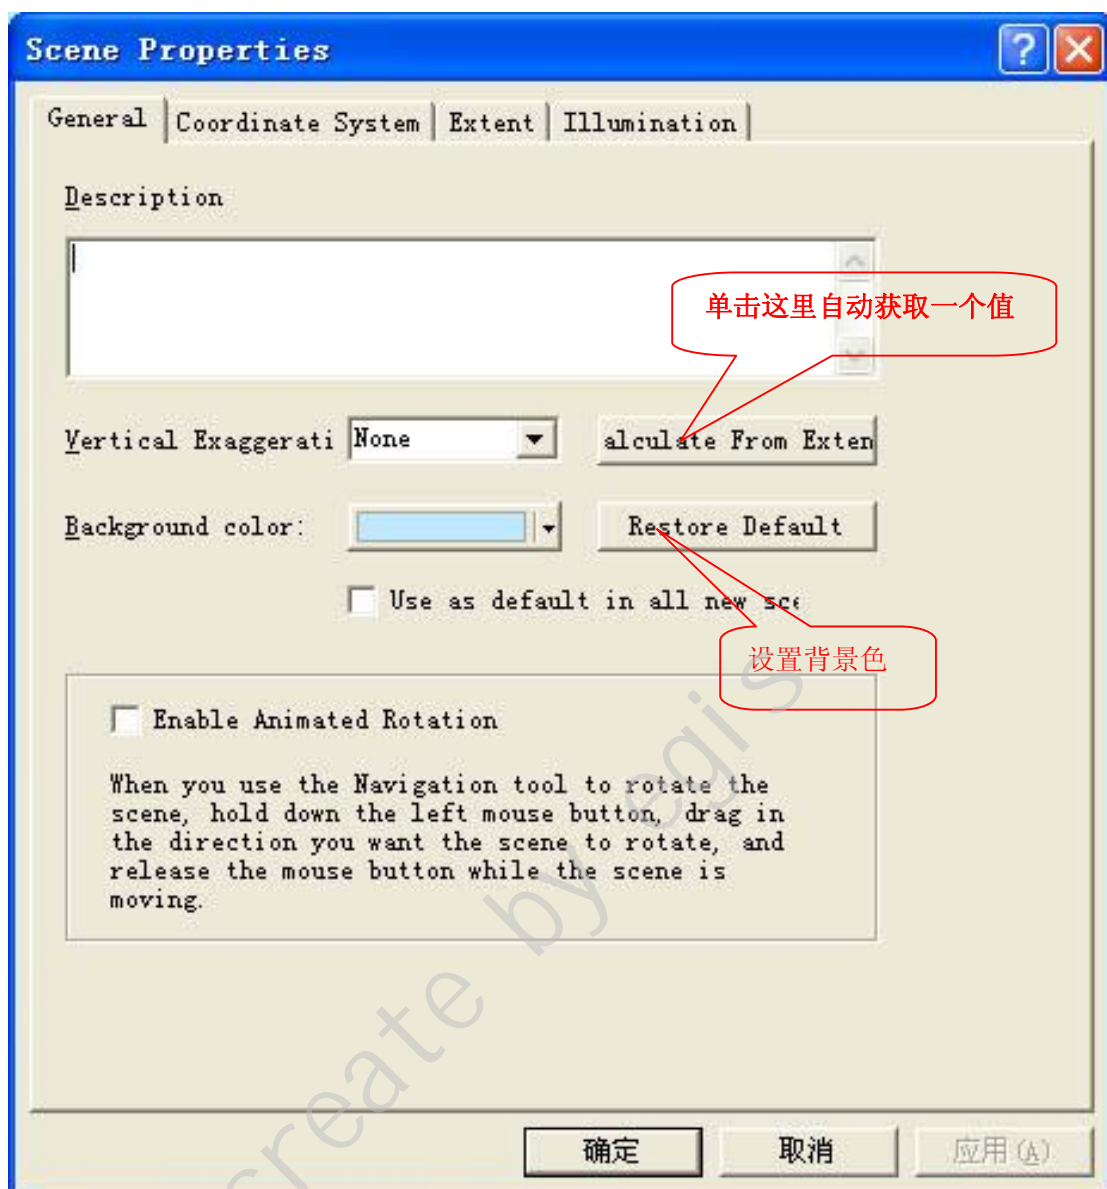 Scene Properties
General Coordinate System Extent Illumination
Description
单击这里自动获取一个值
Vertical Exaggerati None alculate From Exten
Background color: Restore Default
Use as default in all new sce
设置背景色
Enable Animated Rotation
When you use the Navigation tool to rotate the
scene, hold down the left mouse button, drag in
the direction you want the scene to rotate, and
release the mouse button while the scene is
moving.
create by egis
确定 取消 应用(A)